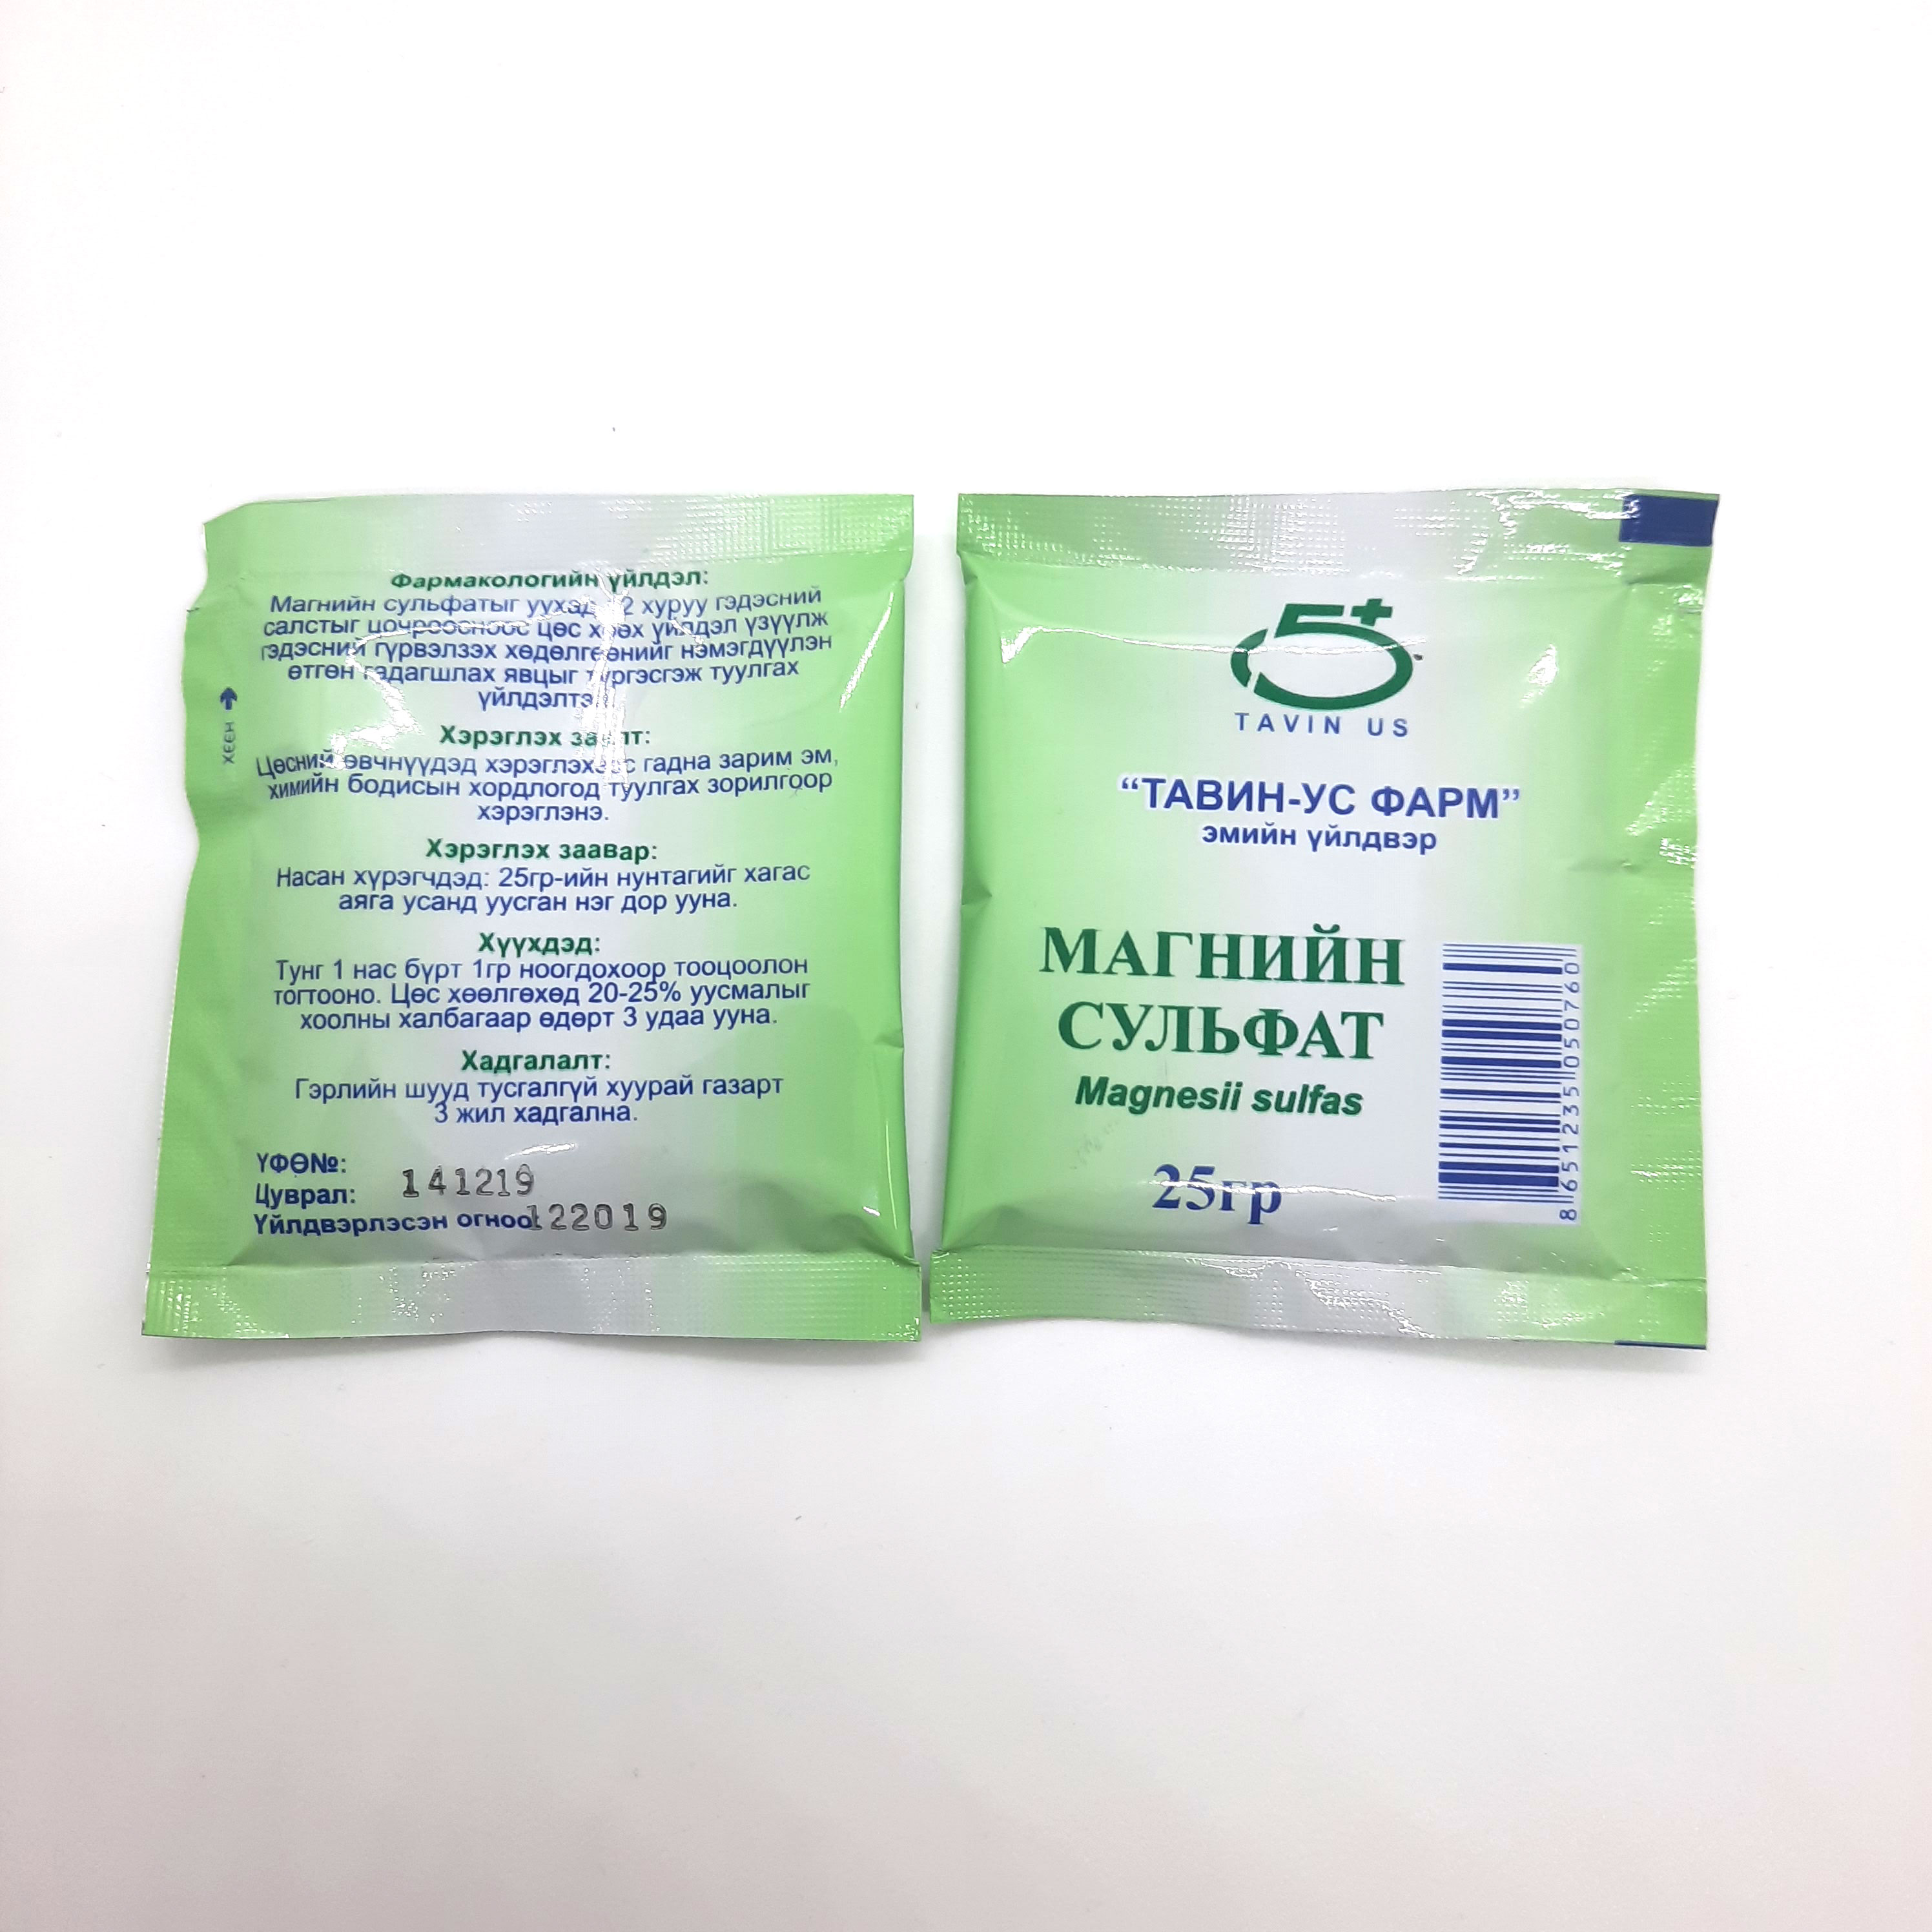 Фармакологийн үйлдэл:
Магнийн сульфатыг уухад 12 хуруу гэдэсний
салстыг цочроосноос цөс хөөх үйлдэл үзүүлж
гэдэсний гүрвэлзэх хөдөлгөөнийг нэмэгдүүлэн
өтгөн гадагшлах явцыг түргэсгэж туулгах
үйлдэлтэй
Хэрэглэх заалт:
Цөсний өвчнүүдэд хэрэглэхээс гадна зарим эм,
химийн бодисын хордлогод туулгах зорилгоор
хэрэглэнэ.
Хэрэглэх заавар:
Насан хүрэгчдэд: 25гр-ийн нунтагийг хагас
аяга усанд уусган нэг дор ууна.
Хүүхдэд:
Тунг 1 нас бүрт 1гр ноогдохоор тооцоолон
тогтооно. Цөс хөөлгөхөд 20-25% уусмалыг
хоолны халбагаар өдөрт 3 удаа ууна.
Хадгалалт:
Гэрлийн шууд тусгалгүй хуурай газарт
3 жил хадгална.
ҮФӨ№:
Цуврал: 141219
Үйлдвэрлэсэн огноо: 122019
ХЭЭН
5+
TAVIN US
“ТАВИН-УС ФАРМ”
эмийн үйлдвэр
МАГНИЙН
СУЛЬФАТ
Magnesii sulfas
25гр
8651235050760